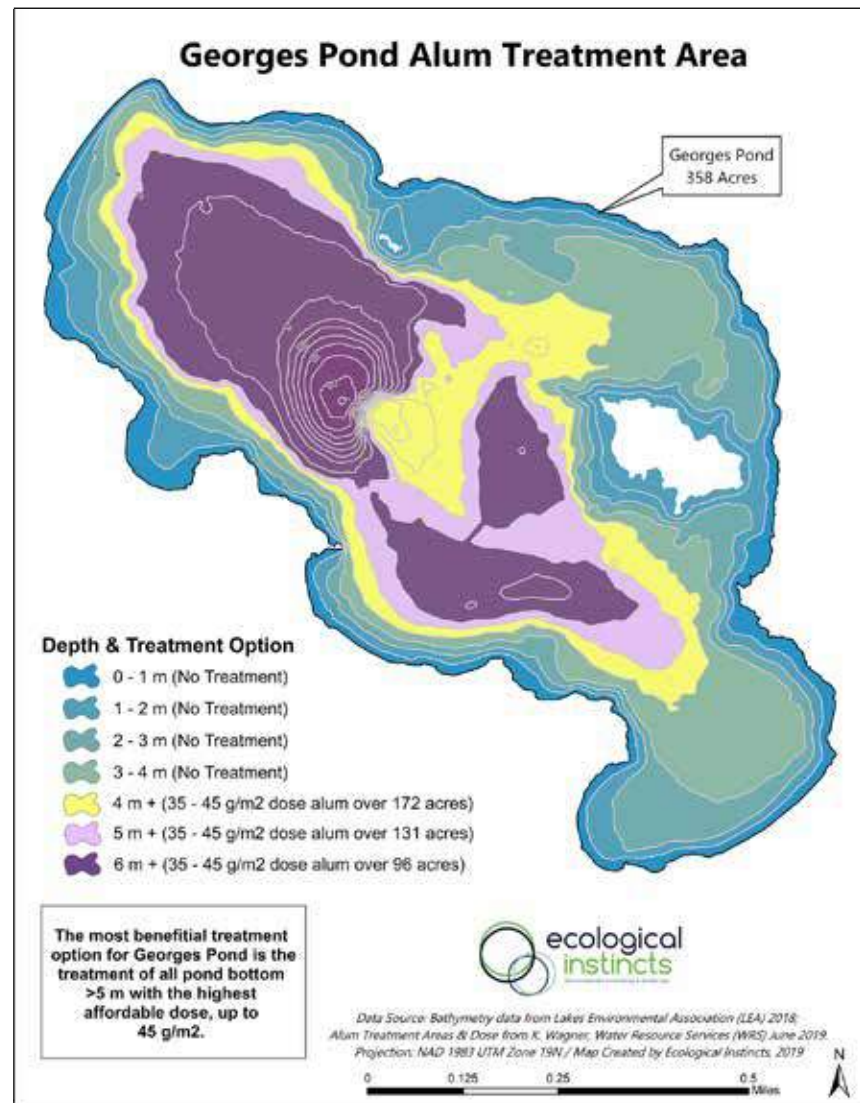 Georges Pond Alum Treatment Area
Georges Pond
358 Acres
Depth & Treatment Option
0 - 1 m (No Treatment)
1 - 2 m (No Treatment)
2 - 3 m (No Treatment)
3 - 4 m (No Treatment)
4 m + (35 - 45 g/m2 dose alum over 172 acres)
5 m + (35 - 45 g/m2 dose alum over 131 acres)
6 m + (35 - 45 g/m2 dose alum over 96 acres)
The most benefitial treatment
option for Georges Pond is the
treatment of all pond bottom
>5 m with the highest
affordable dose, up to
45 g/m2.
ecological
instincts
Data Source: Bathymetry data from Lakes Environmental Association (LEA) 2018;
Alum Treatment Areas & Dose from K. Wagner, Water Resource Services (WRS) June 2019.
Projection: NAD 1983 UTM Zone 19N / Map Created by Ecological Instincts, 2019
N
0 0.125 0.25 0.5
Miles